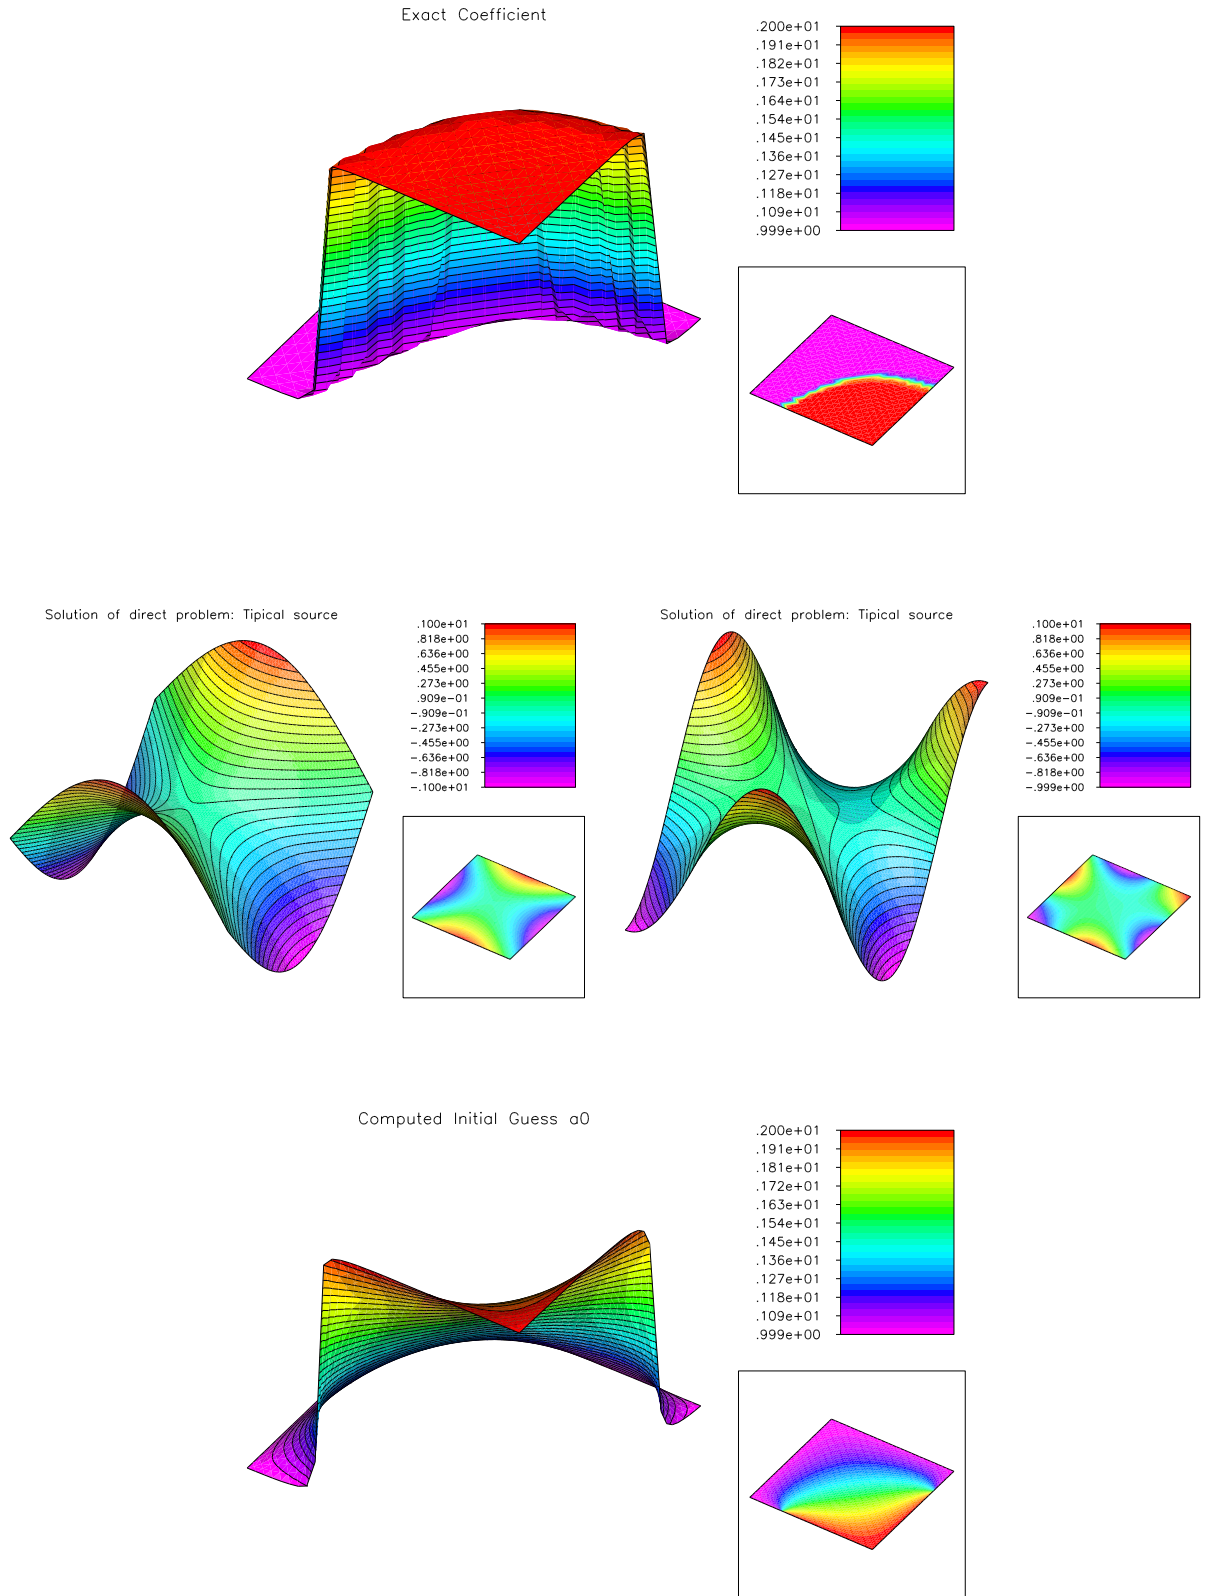 Exact Coefficient
.200e+01
.191e+01
.182e+01
.173e+01
.164e+01
.154e+01
.145e+01
.136e+01
.127e+01
.118e+01
.109e+01
.999e+00
Solution of direct problem: Tipical source
.100e+01
.818e+00
.636e+00
.455e+00
.273e+00
.909e-01
-.909e-01
-.273e+00
-.455e+00
-.636e+00
-.818e+00
-.100e+01
Solution of direct problem: Tipical source
.100e+01
.818e+00
.636e+00
.455e+00
.273e+00
.909e-01
-.909e-01
-.273e+00
-.455e+00
-.636e+00
-.818e+00
-.999e+00
Computed Initial Guess a0
.200e+01
.191e+01
.181e+01
.172e+01
.163e+01
.154e+01
.145e+01
.136e+01
.127e+01
.118e+01
.109e+01
.999e+00